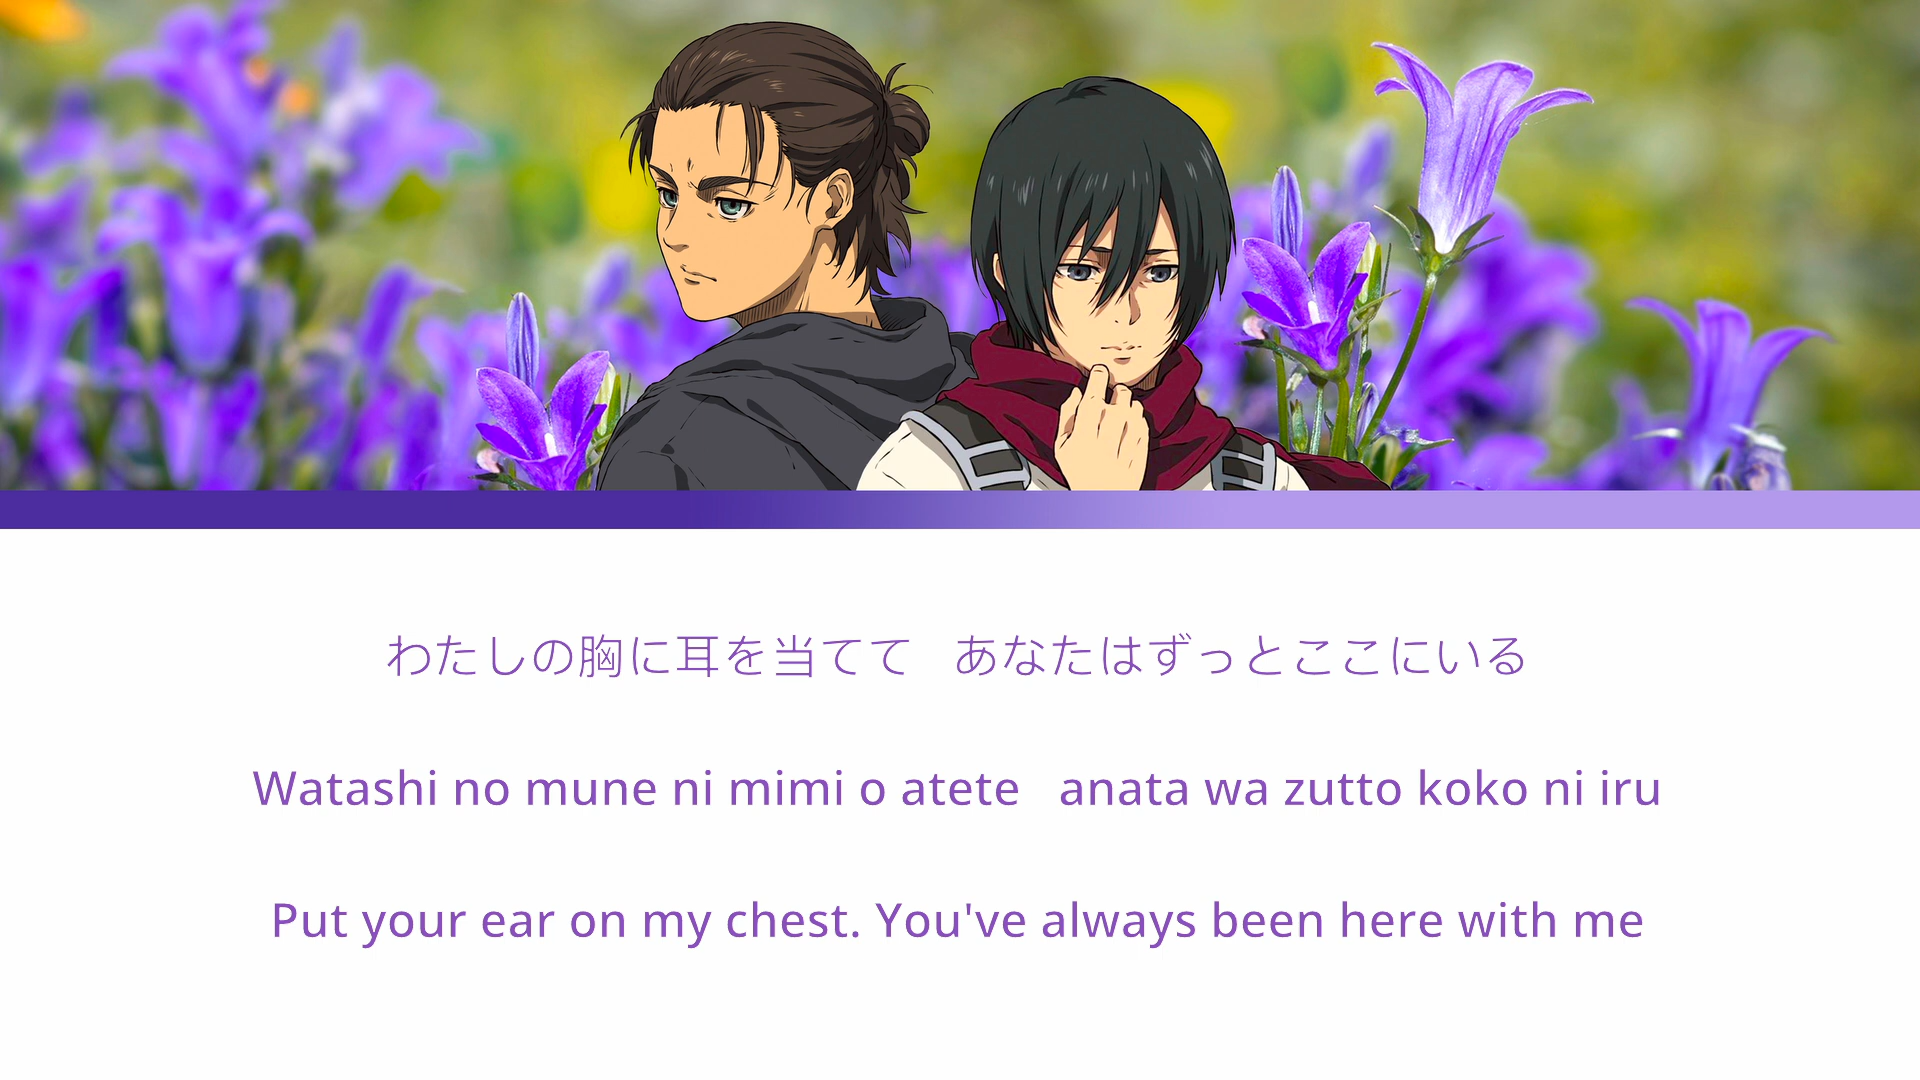 わたしの胸に耳を当てて　あなたはずっとここにいる
Watashi no mune ni mimi o atete   anata wa zutto koko ni iru
Put your ear on my chest. You've always been here with me